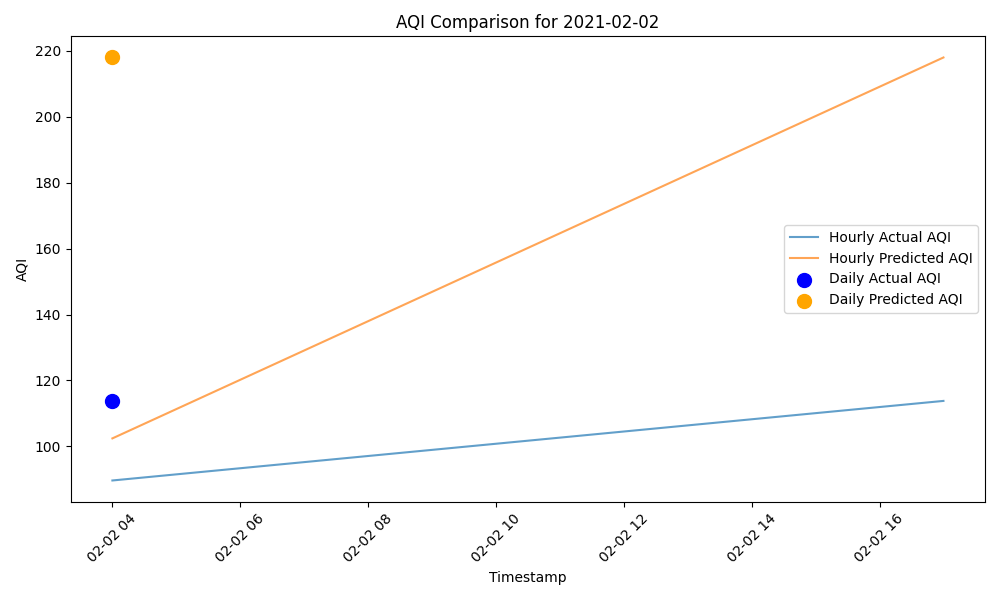 AQI Comparison for 2021-02-02
220
200
180
160
140
120
100
AQI
Hourly Actual AQI
Hourly Predicted AQI
Daily Actual AQI
Daily Predicted AQI
02-02 04
02-02 06
02-02 08
02-02 10
02-02 12
02-02 14
02-02 16
Timestamp